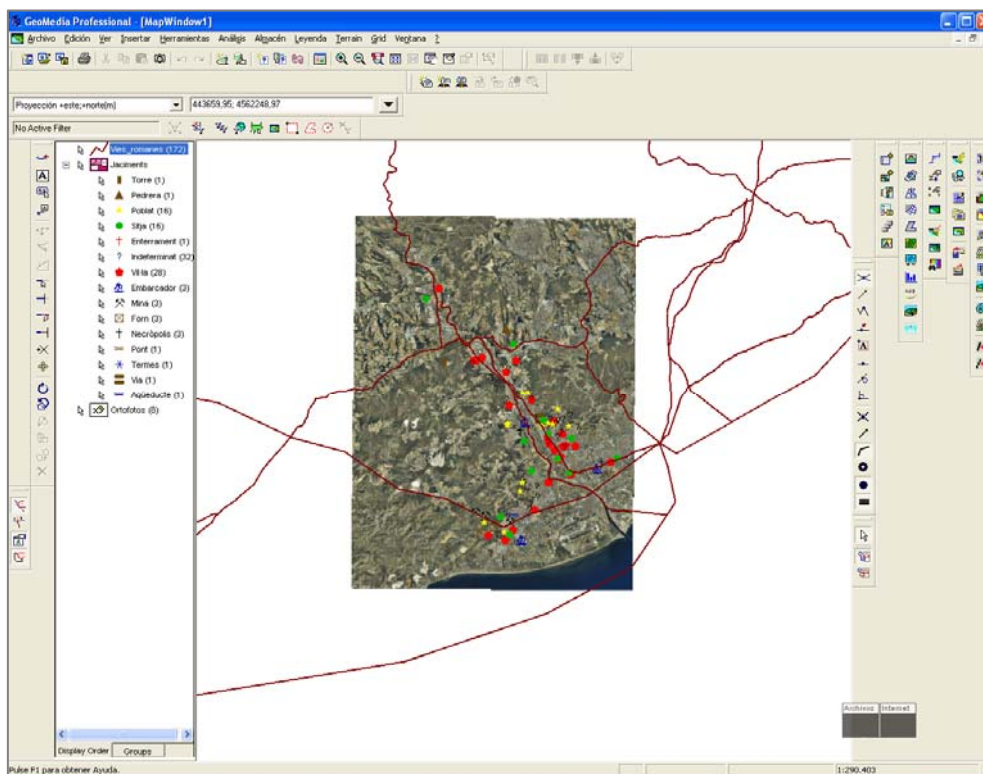 GeoMedia Professional - [MapWindow1]
Archivo Edición Ver Insertar Herramientas Análisis Almacén Leyenda Terrain Grid Ventana ?
Proyección +este;+norte(m) 443659,95; 4562248,97
No Active Filter
Vies_romanes (172)
Jaciments
Torre (1)
Pedrera (1)
Poblat (16)
Sitja (16)
Enterrament (1)
Indeterminat (32)
Vil·la (28)
Embarcador (3)
Mina (3)
Forn (3)
Necròpolis (3)
Pont (1)
Termes (1)
Via (1)
Aqüeducte (1)
Ortofotos (8)
Archivos Internet
Display Order Groups
Pulse F1 para obtener Ayuda. 1:290.403